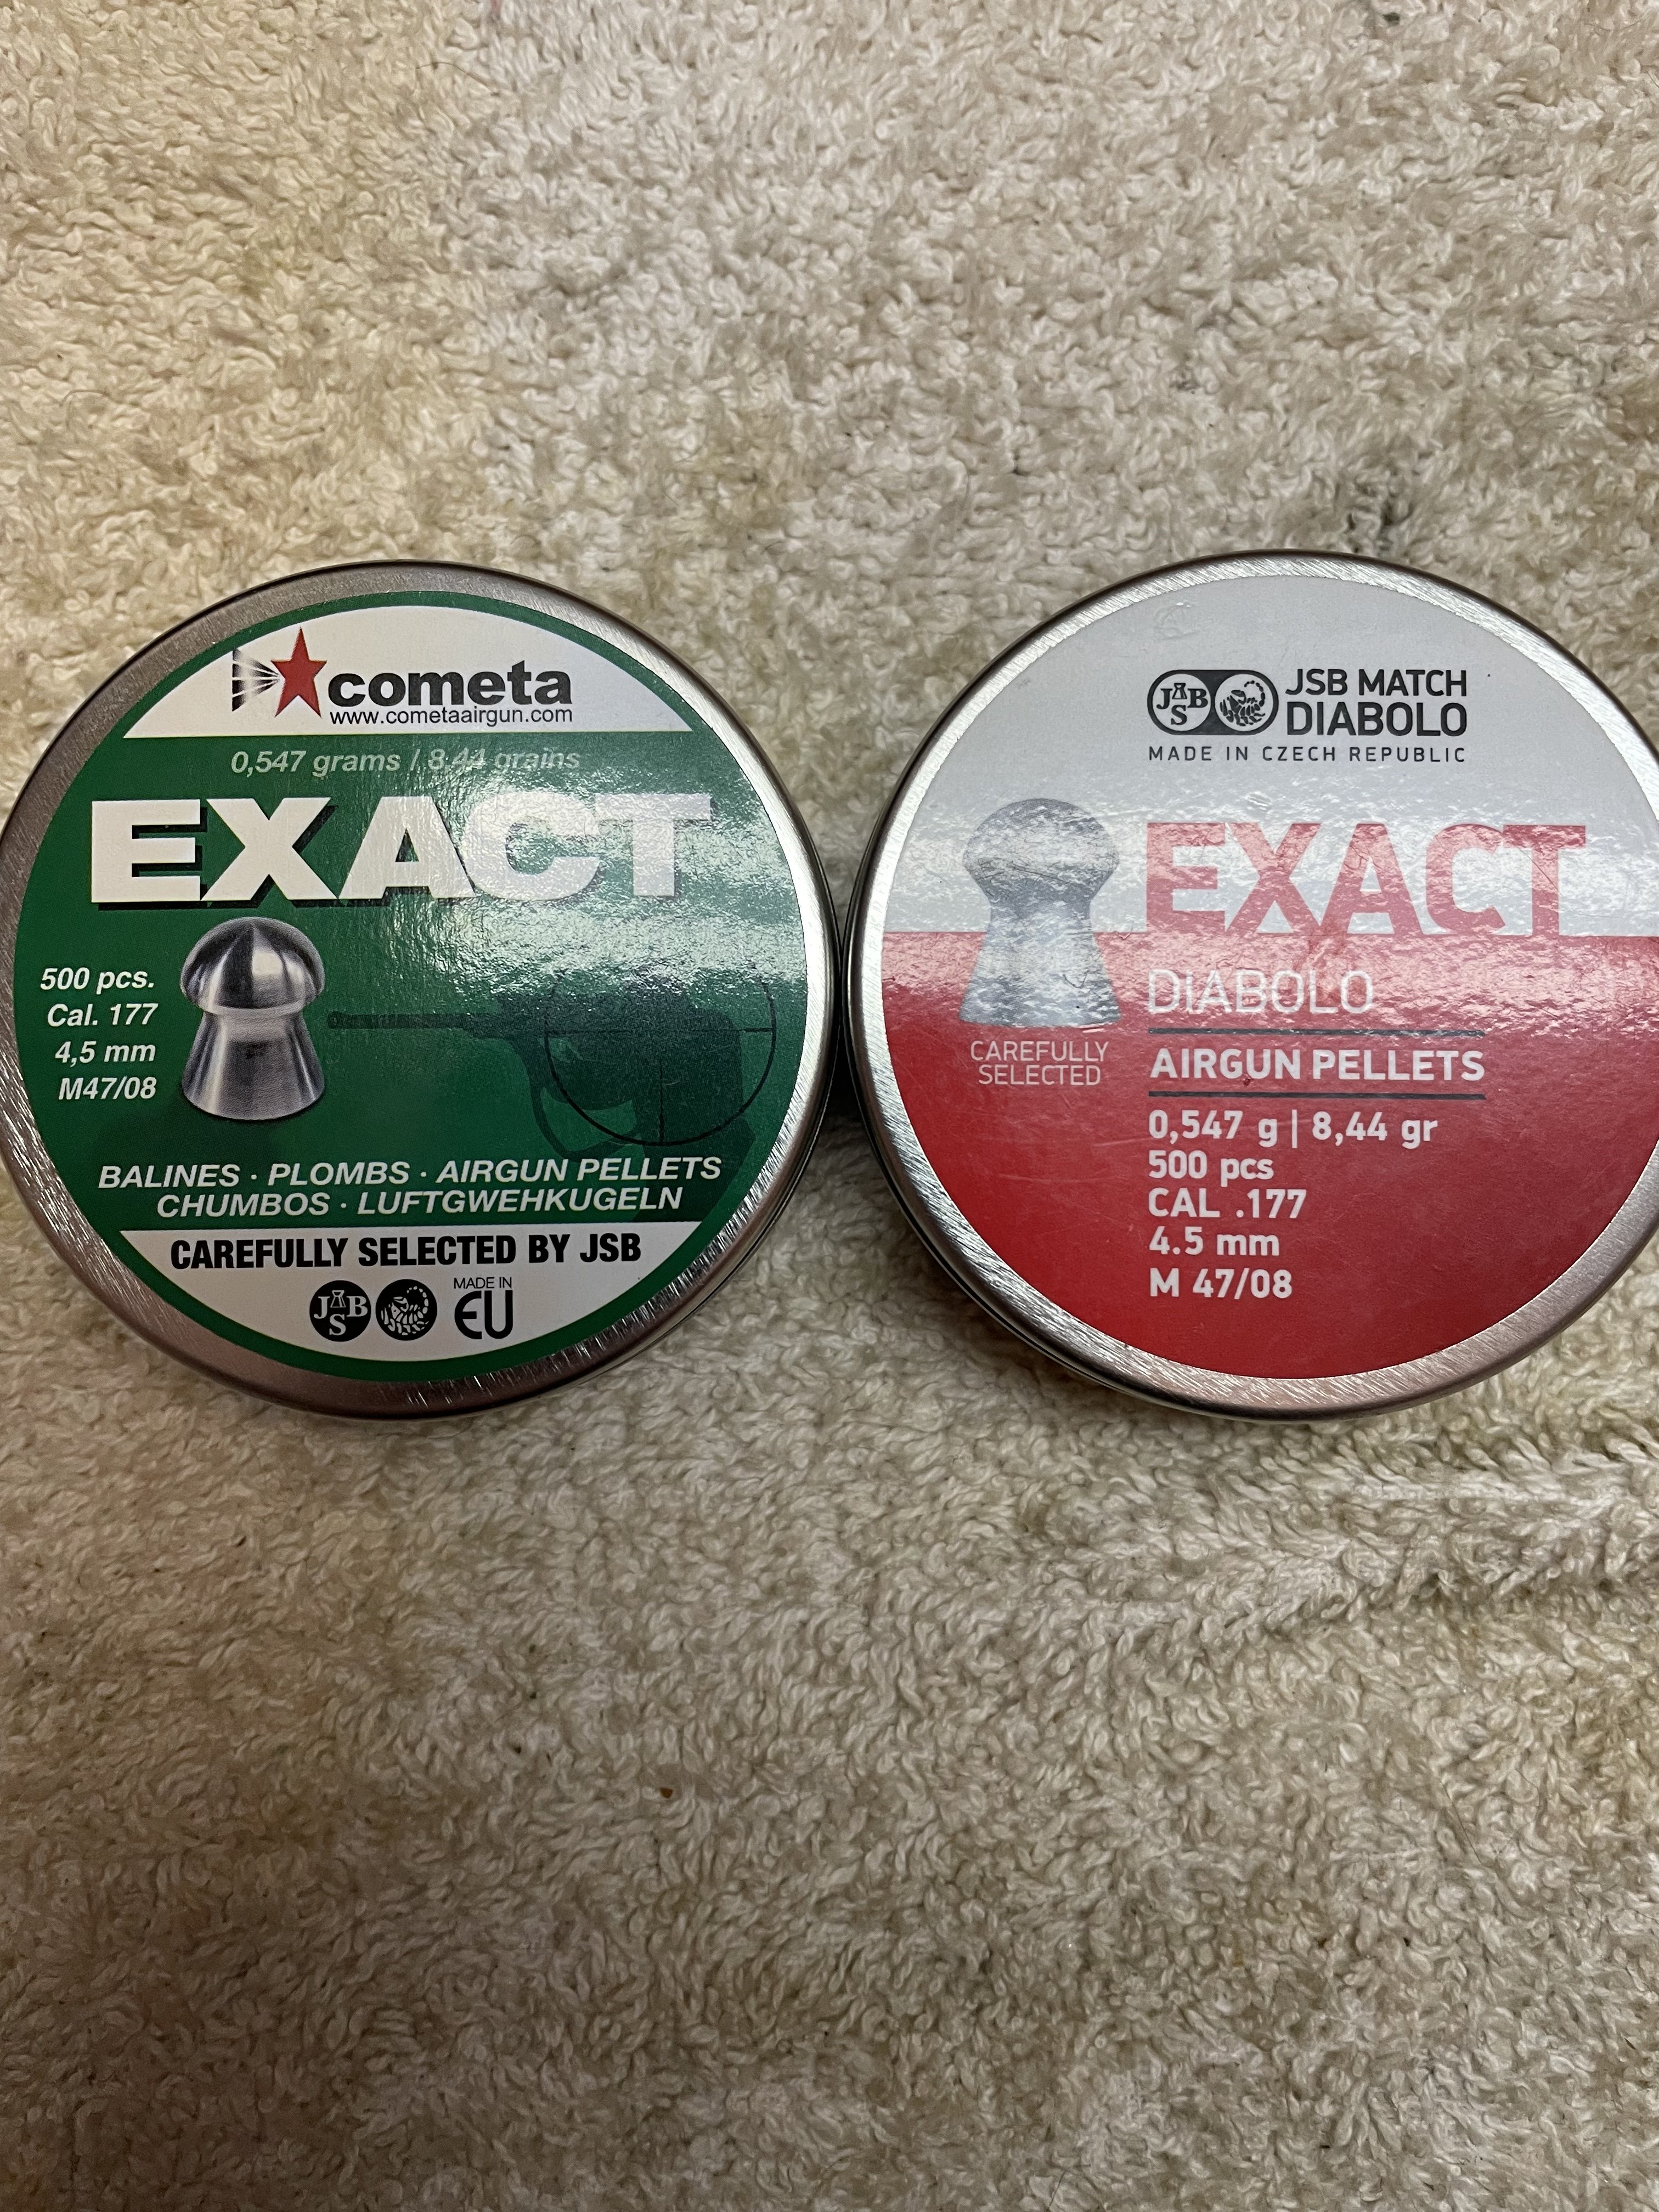 cometa
www.cometaairgun.com
0,547 grams / 8,44 grains
EXACT
500 pcs.
Cal. 177
4,5 mm
M47/08
BALINES · PLOMBS · AIRGUN PELLETS
CHUMBOS · LUFTGWEHKUGELN
CAREFULLY SELECTED BY JSB
JSB
MADE IN
EU
JSB
JSB MATCH
DIABOLO
MADE IN CZECH REPUBLIC
EXACT
DIABOLO
CAREFULLY
SELECTED
AIRGUN PELLETS
0,547 g | 8,44 gr
500 pcs
CAL .177
4.5 mm
M 47/08